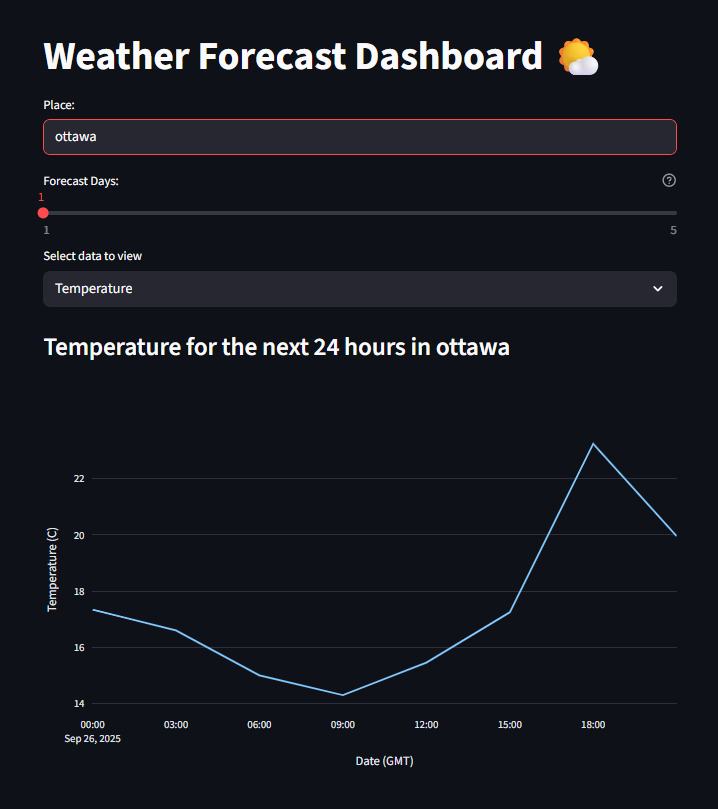 Weather Forecast Dashboard
Place:
ottawa
Forecast Days:
1
1 5
Select data to view
Temperature
Temperature for the next 24 hours in ottawa
Temperature (C)
22
20
18
16
14
00:00 03:00 06:00 09:00 12:00 15:00 18:00
Sep 26, 2025
Date (GMT)